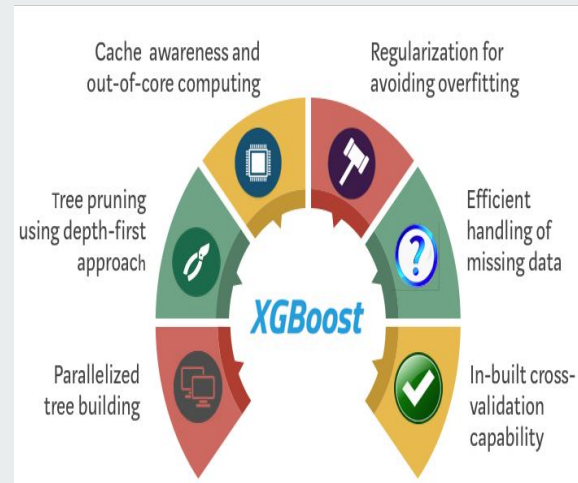 Cache awareness and
out-of-core computing
Regularization for
avoiding overfitting
Tree pruning
using depth-first
approach
Efficient
handling of
missing data
XGBoost
Parallelized
tree building
In-built cross-
validation
capability